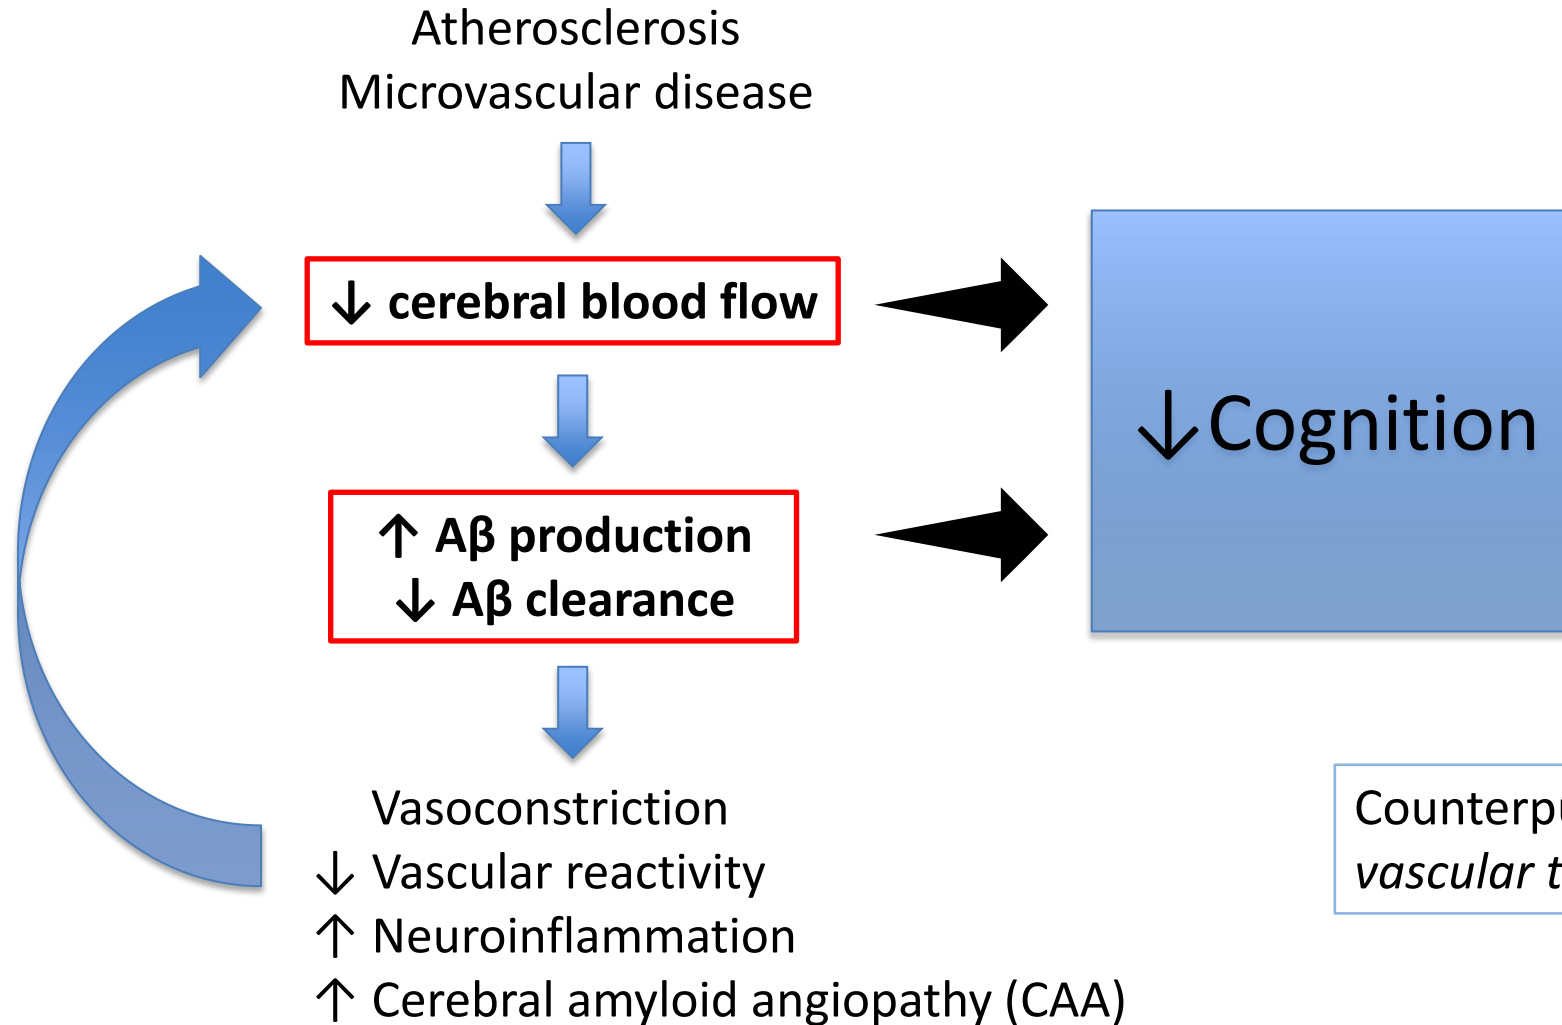 Atherosclerosis
Microvascular disease
↓ cerebral blood flow
↑ Aβ production
↓ Aβ clearance
↓Cognition
Vasoconstriction
↓ Vascular reactivity
↑ Neuroinflammation
↑ Cerebral amyloid angiopathy (CAA)
vascular